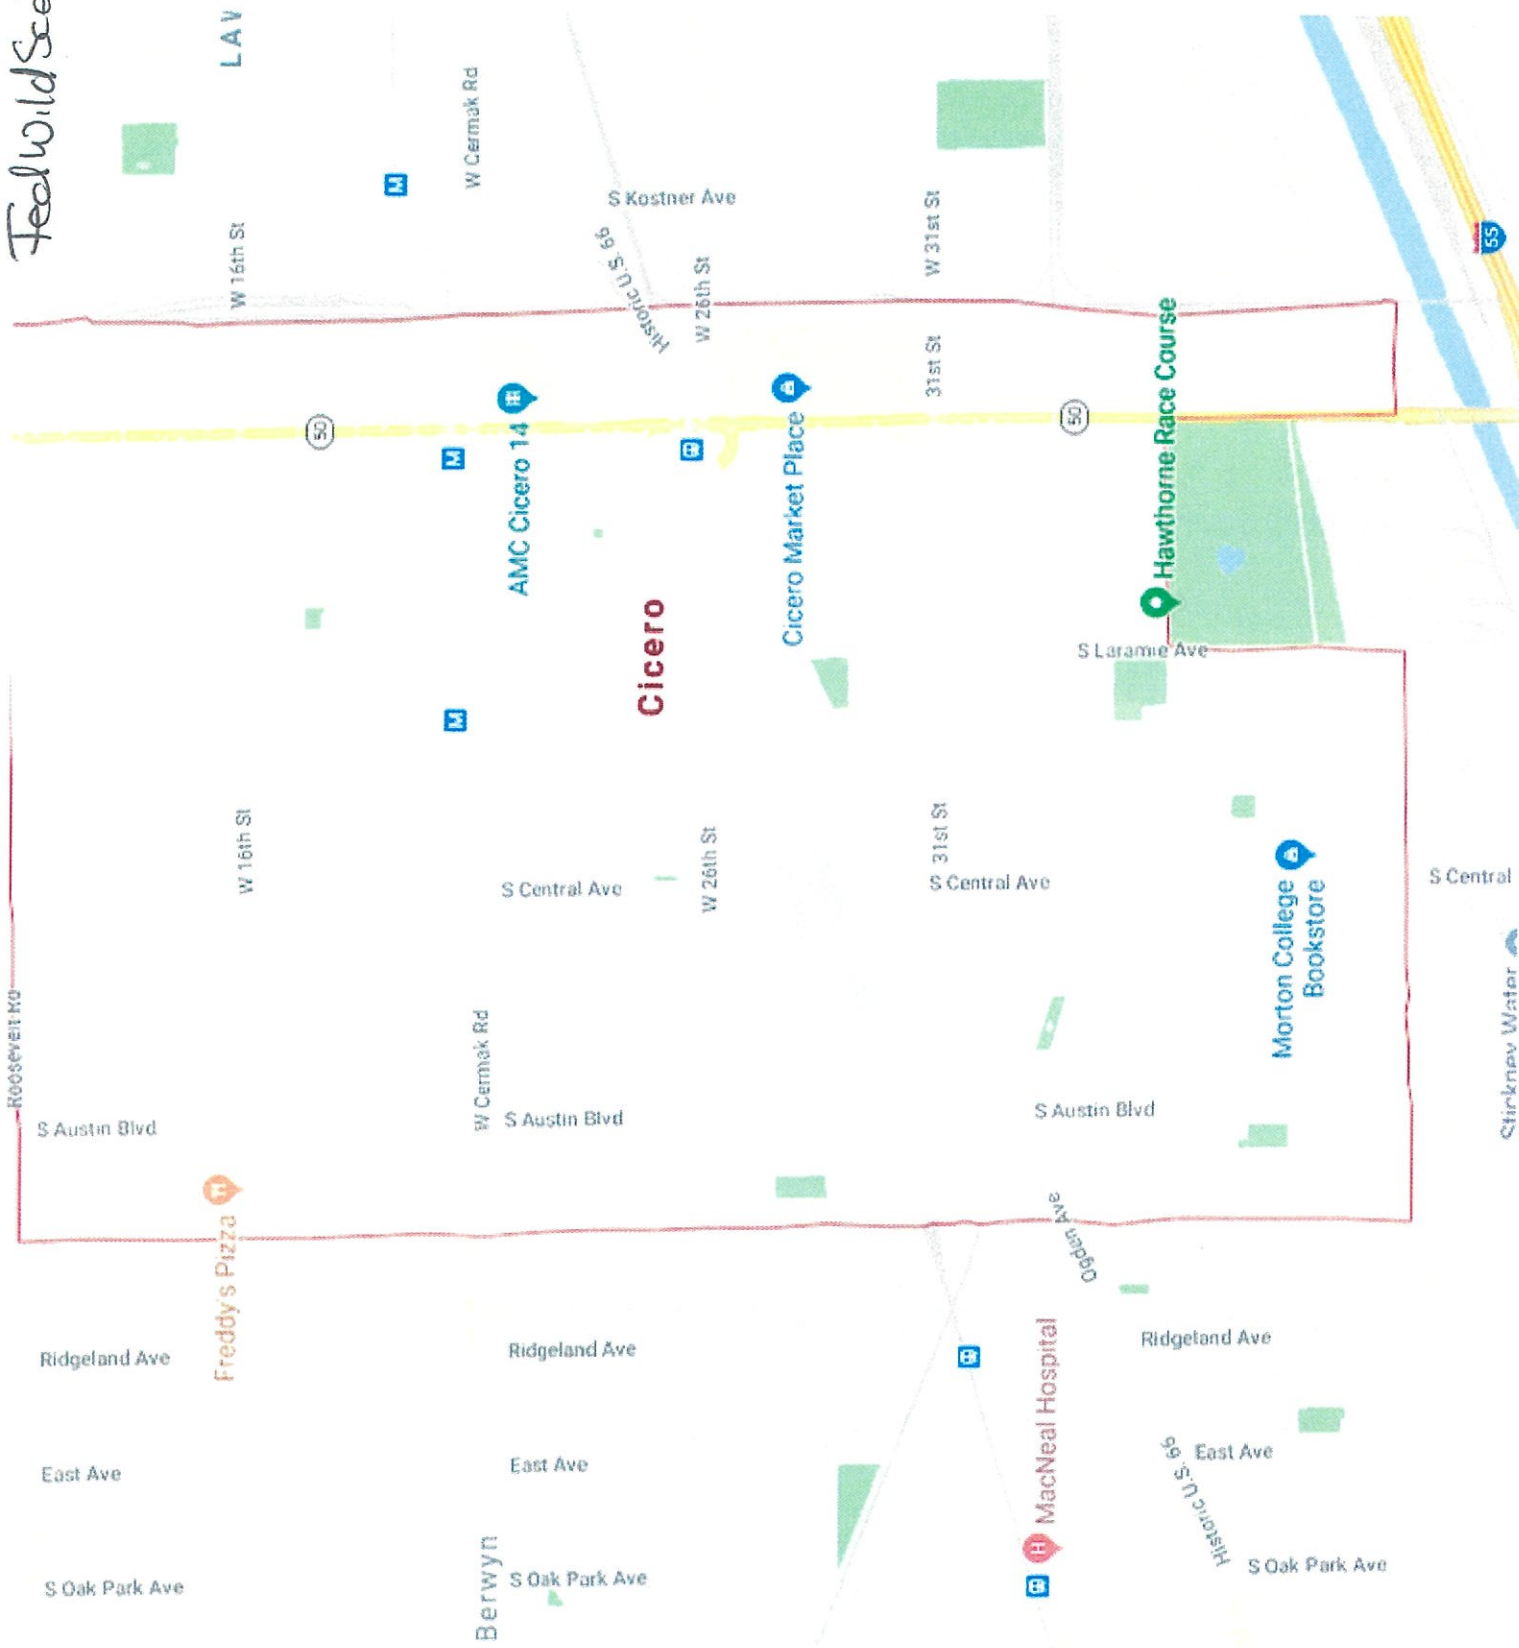 W 16th St
W Cermak Rd
S Kostner Ave
Historic U.S. 66
W 26th St
W 31st St
55
50
AMC Cicero 14
Cicero Market Place
31st St
50
Hawthorne Race Course
Cicero
S Laramie Ave
W 16th St
S Central Ave
W 26th St
31st St
S Central Ave
S Central
Morton College
Bookstore
Roosevelt Rd
W Cermak Rd
S Austin Blvd
S Austin Blvd
S Austin Blvd
Freddy's Pizza
Ogden Ave
Ridgeland Ave
Ridgeland Ave
Ridgeland Ave
MacNeal Hospital
East Ave
East Ave
East Ave
Historic U.S. 66
Berwyn
S Oak Park Ave
S Oak Park Ave
S Oak Park Ave
M
M
M
H
LAV
Stickney Water